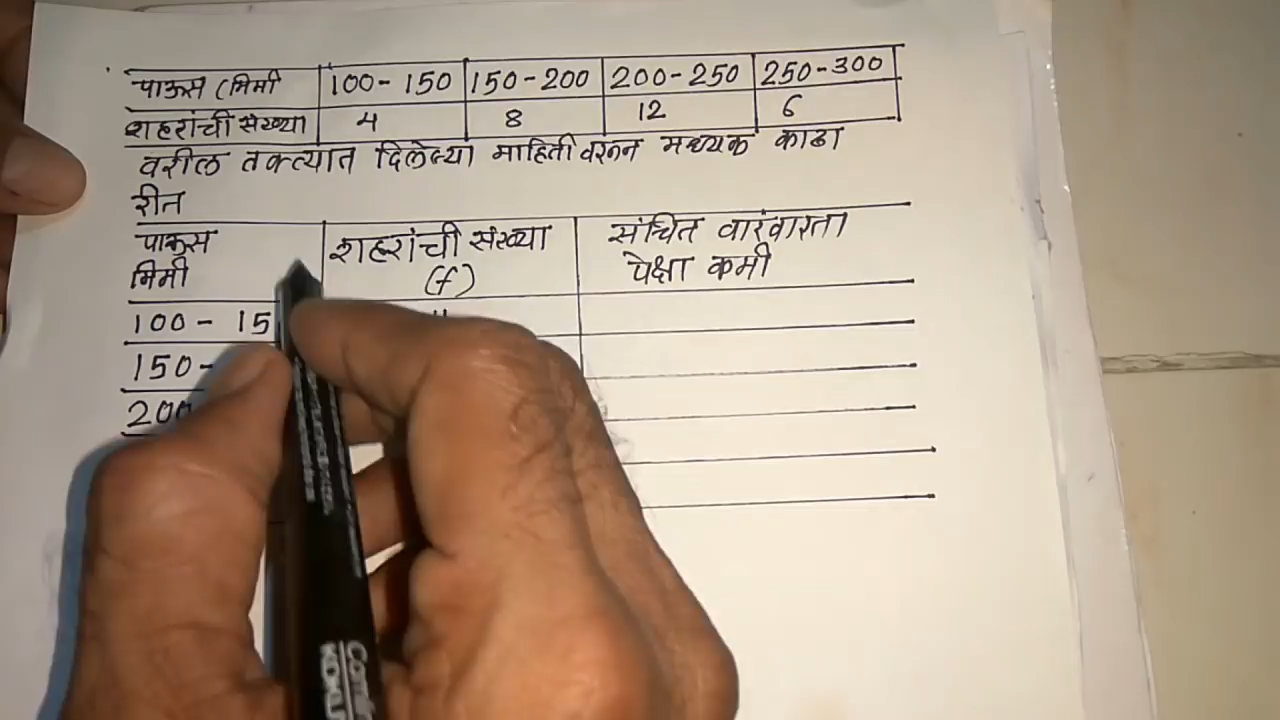 पाऊस (मिमी 100-150 150-200 200-250 250-300
शहरांची संख्या 4 8 12 6
वरील तक्त्यात दिलेल्या माहितीवरून मध्यक काढा
रीत
पाऊस शहरांची संख्या संचित वारंवारता
मिमी (f) पेक्षा कमी
100 - 15
150-
200